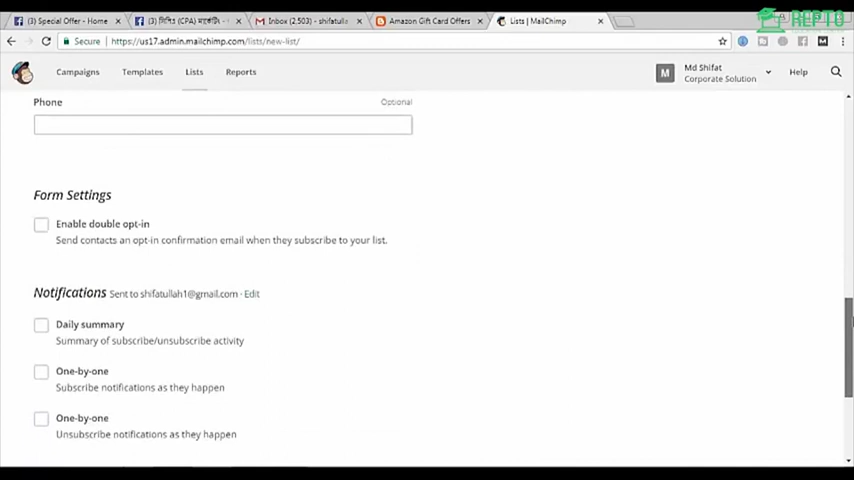 (3) Special Offer - Home
(3) সিপিএ (CPA) মার্কেটিং -
Inbox (2,503) - shifatulla
Amazon Gift Card Offers
Lists | MailChimp
REPTO
Secure
https://us17.admin.mailchimp.com/lists/new-list/
Campaigns
Templates
Lists
Reports
M
Md Shifat
Corporate Solution
Help
Phone
Optional
Form Settings
Enable double opt-in
Send contacts an opt-in confirmation email when they subscribe to your list.
Notifications Sent to shifatullah1@gmail.com · Edit
Daily summary
Summary of subscribe/unsubscribe activity
One-by-one
Subscribe notifications as they happen
One-by-one
Unsubscribe notifications as they happen